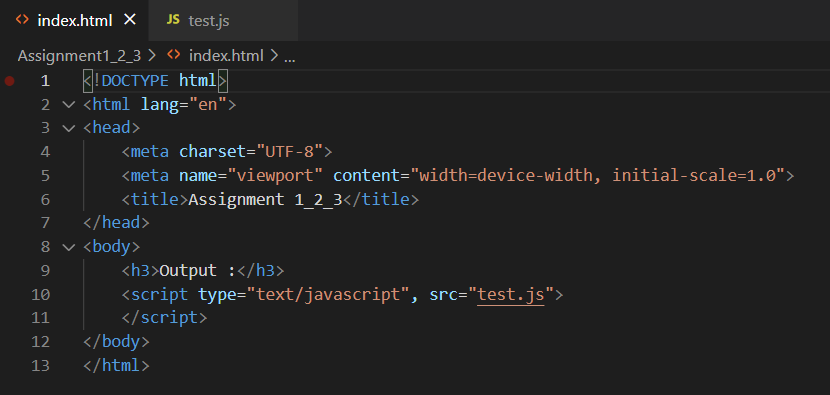 <> index.html × JS test.js
Assignment1_2_3 > <> index.html > ...
1 <!DOCTYPE html>
2 <html lang="en">
3 <head>
4     <meta charset="UTF-8">
5     <meta name="viewport" content="width=device-width, initial-scale=1.0">
6     <title>Assignment 1_2_3</title>
7 </head>
8 <body>
9     <h3>Output :</h3>
10     <script type="text/javascript", src="test.js">
11     </script>
12 </body>
13 </html>